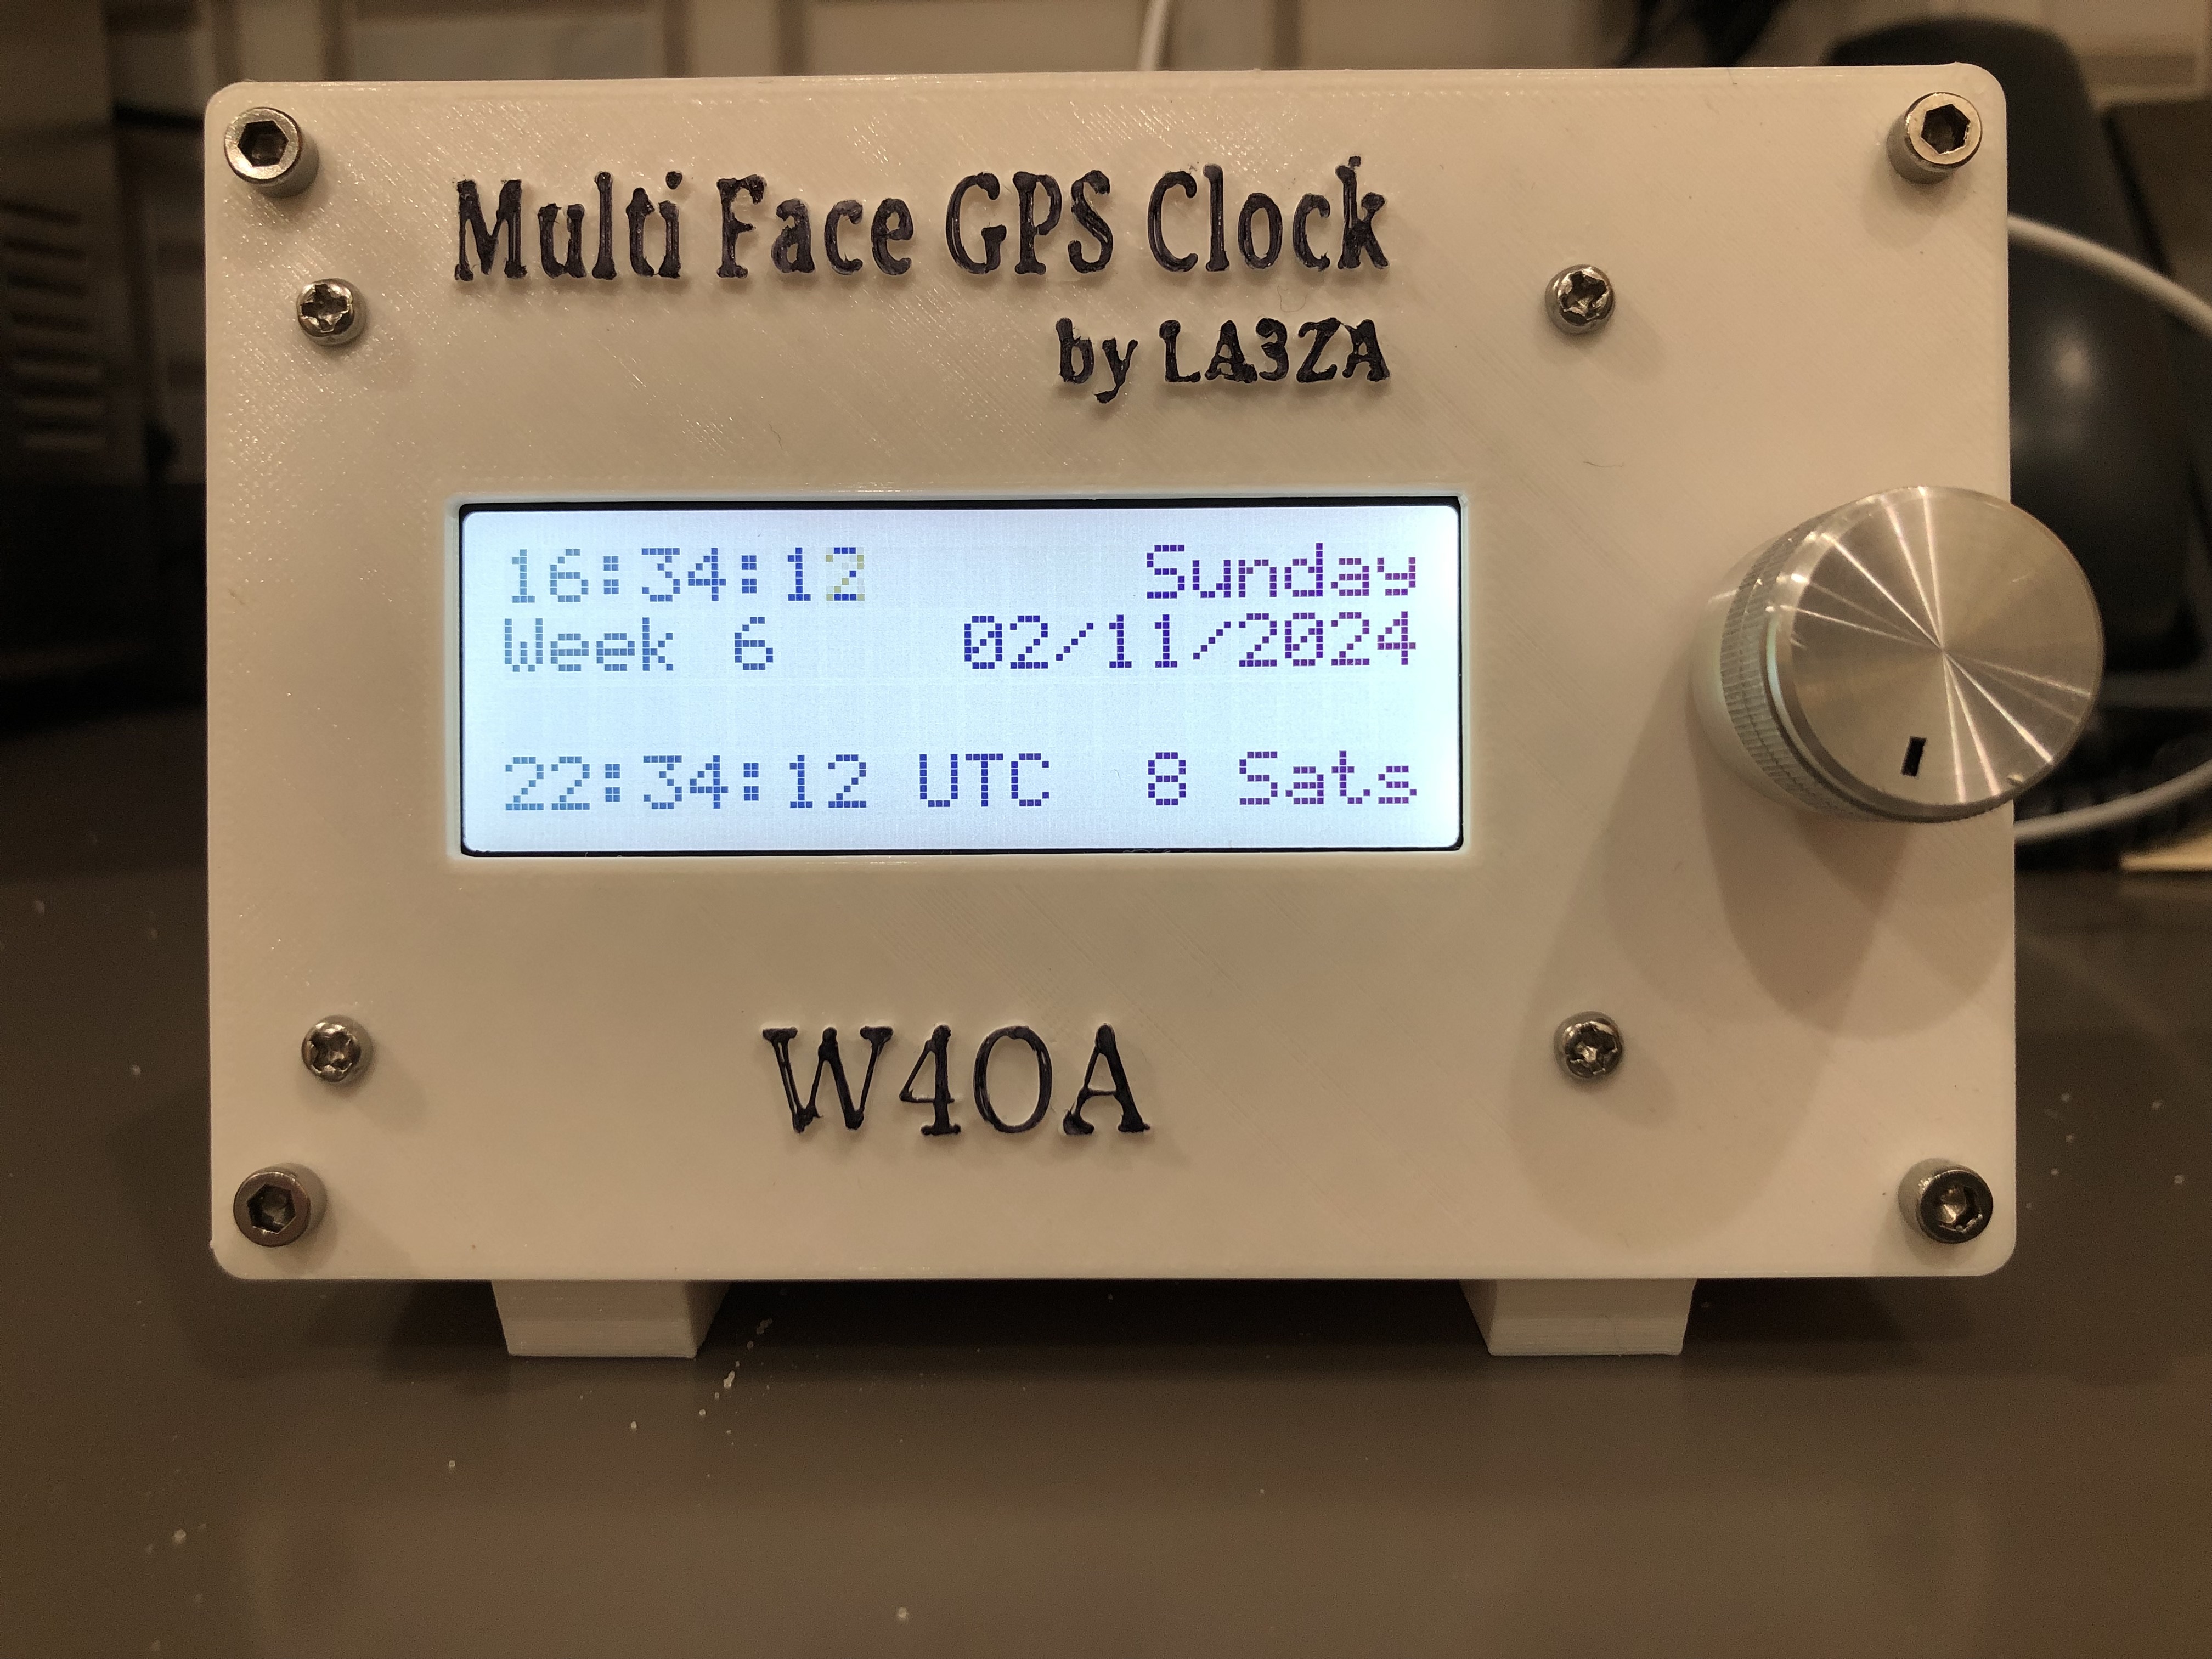 Multi Face GPS Clock
by LA3ZA
16:34:12 Sunday
Week 6 02/11/2024
22:34:12 UTC 8 Sats
W4OA